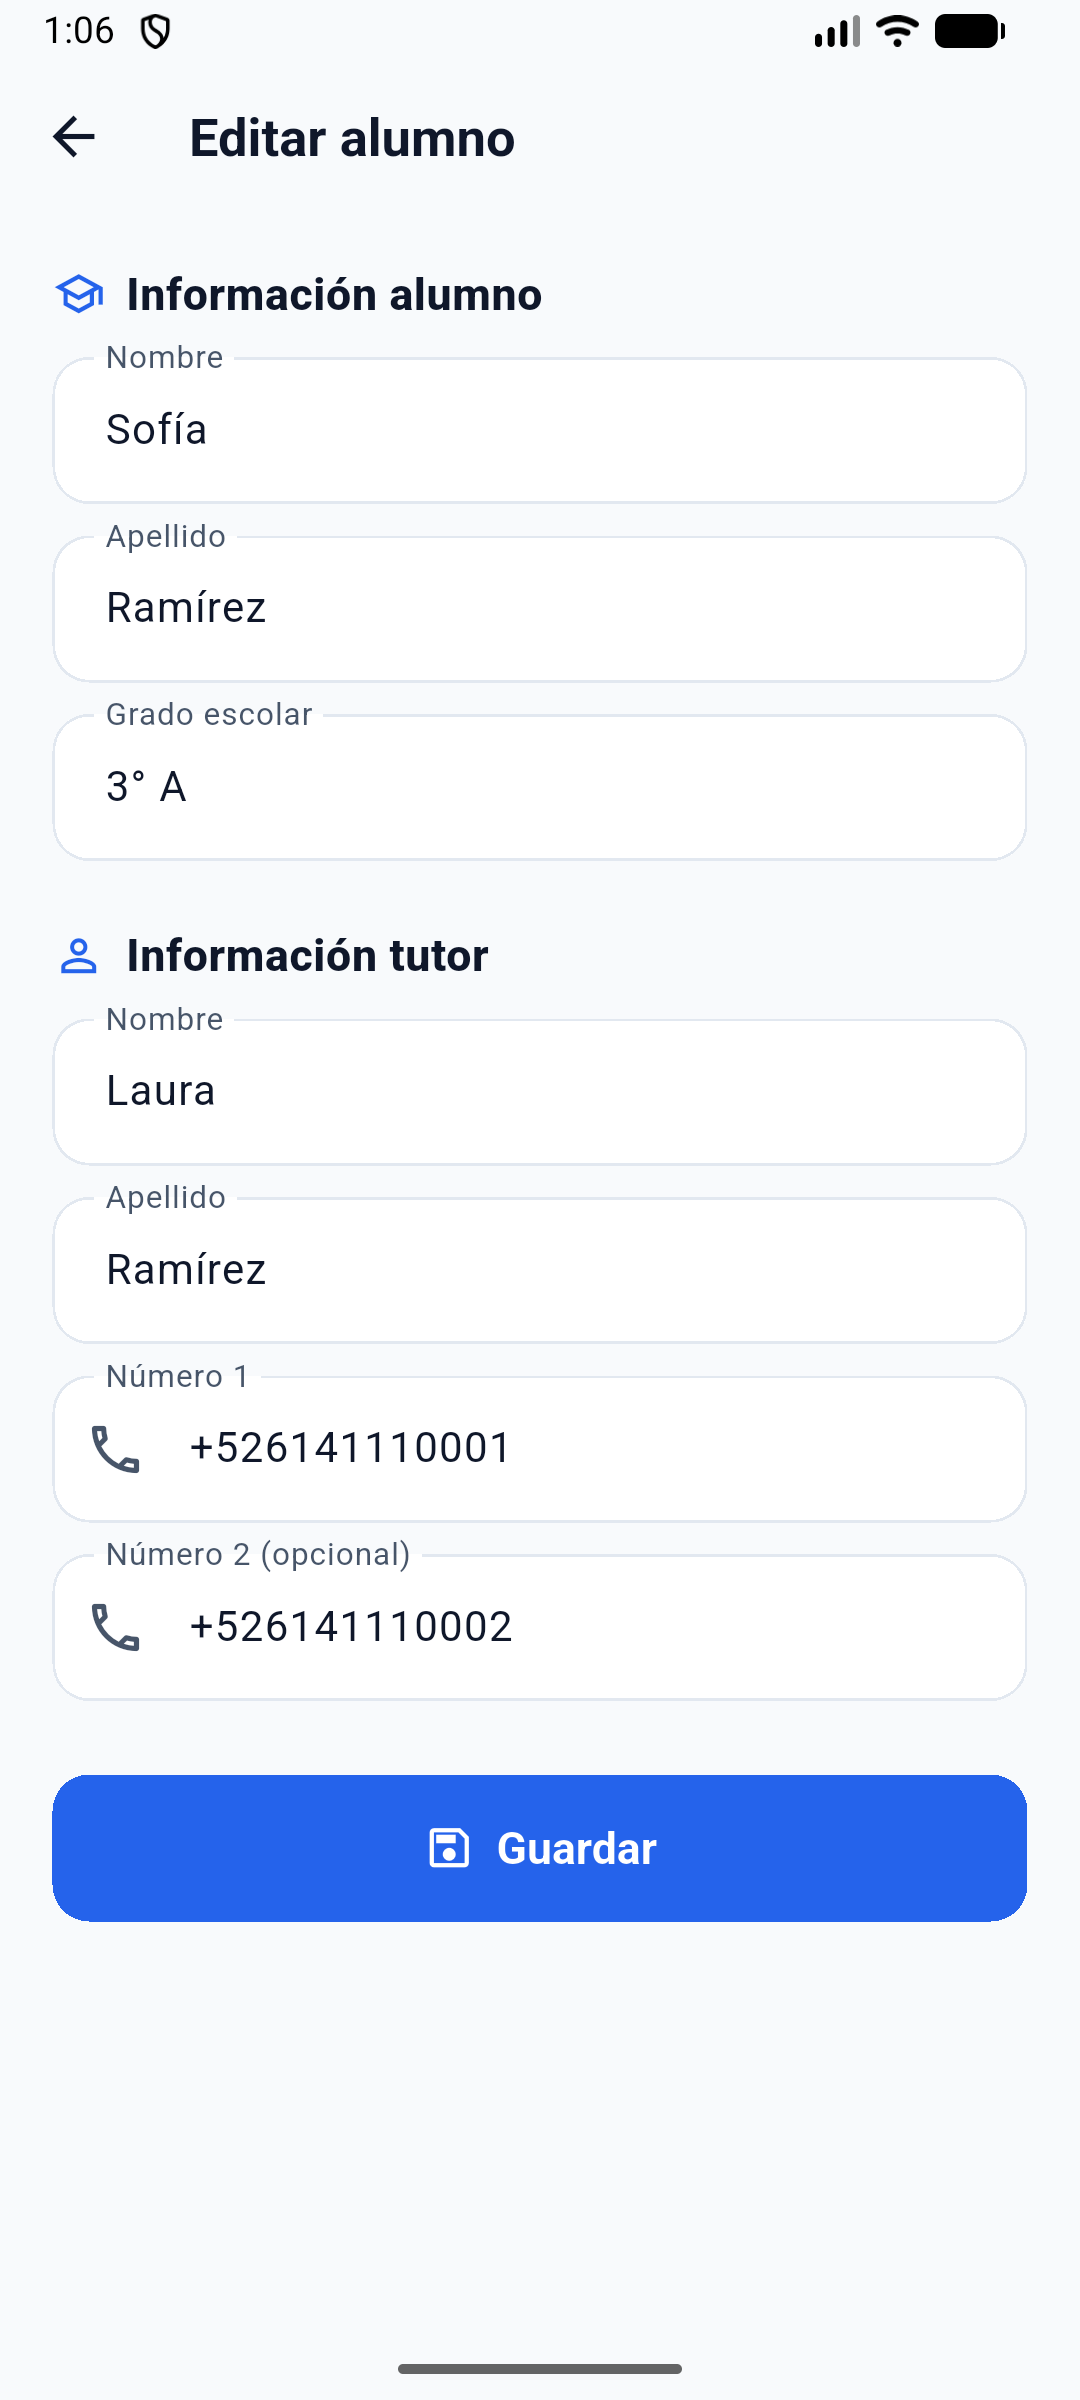 1:06
Editar alumno
Información alumno
Nombre
Sofía
Apellido
Ramírez
Grado escolar
3° A
Información tutor
Nombre
Laura
Apellido
Ramírez
Número 1
+526141110001
Número 2 (opcional)
+526141110002
Guardar